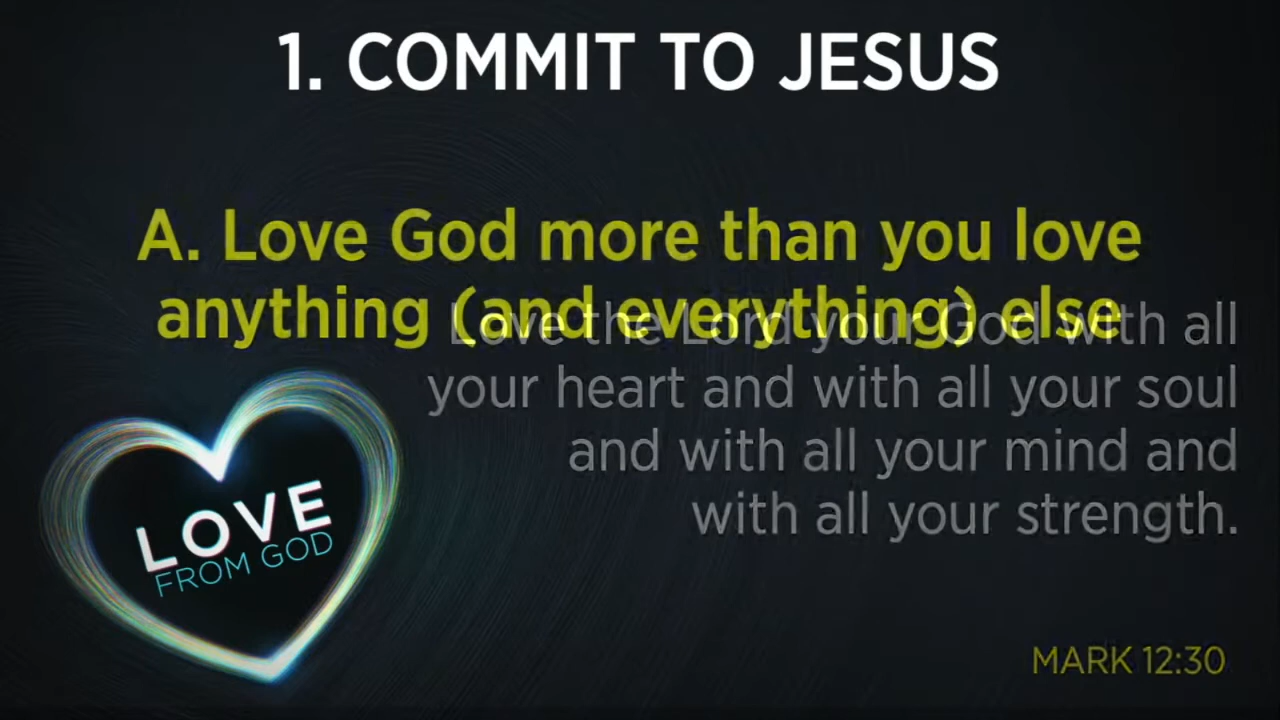 1. COMMIT TO JESUS
A. Love God more than you love
anything (and everything) else
Love the Lord your God with all
your heart and with all your soul
and with all your mind and
with all your strength.
LOVE
FROM GOD
MARK 12:30